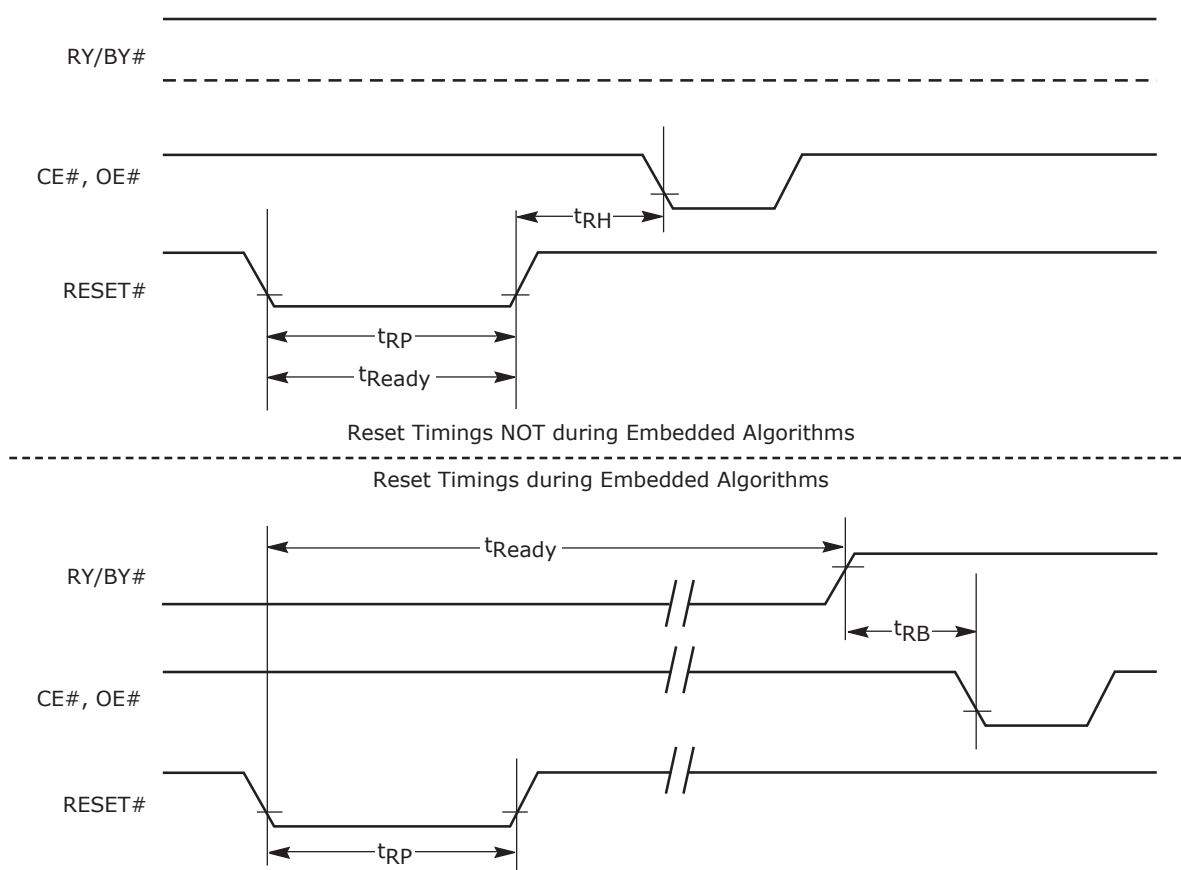 RY/BY#
CE#, OE#
tRH
RESET#
tRP
tReady
Reset Timings NOT during Embedded Algorithms
Reset Timings during Embedded Algorithms
tReady
RY/BY#
tRB
CE#, OE#
RESET#
tRP